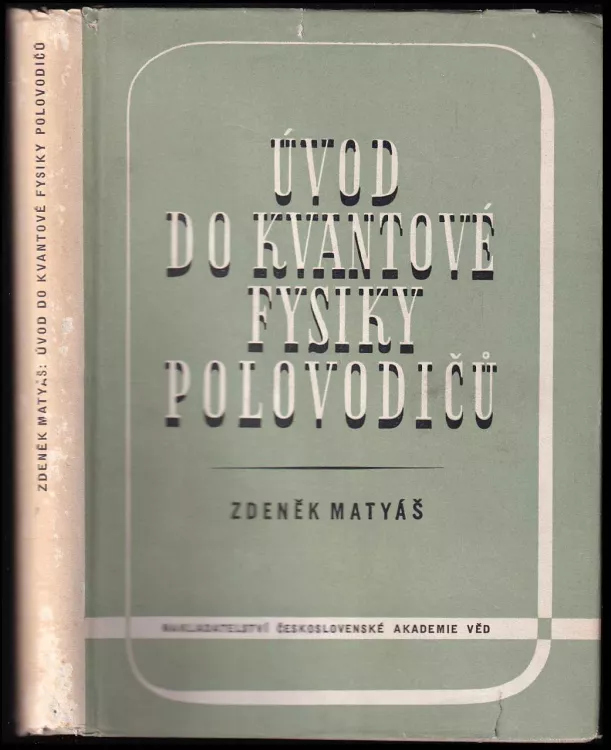 ZDENĚK MATYÁŠ: ÚVOD DO KVANTOVÉ FYSIKY POLOVODIČŮ
ÚVOD
DO KVANTOVÉ
FYSIKY
POLOVODIČŮ
ZDENĚK MATYÁŠ
NAKLADATELSTVÍ ČESKOSLOVENSKÉ AKADEMIE VĚD